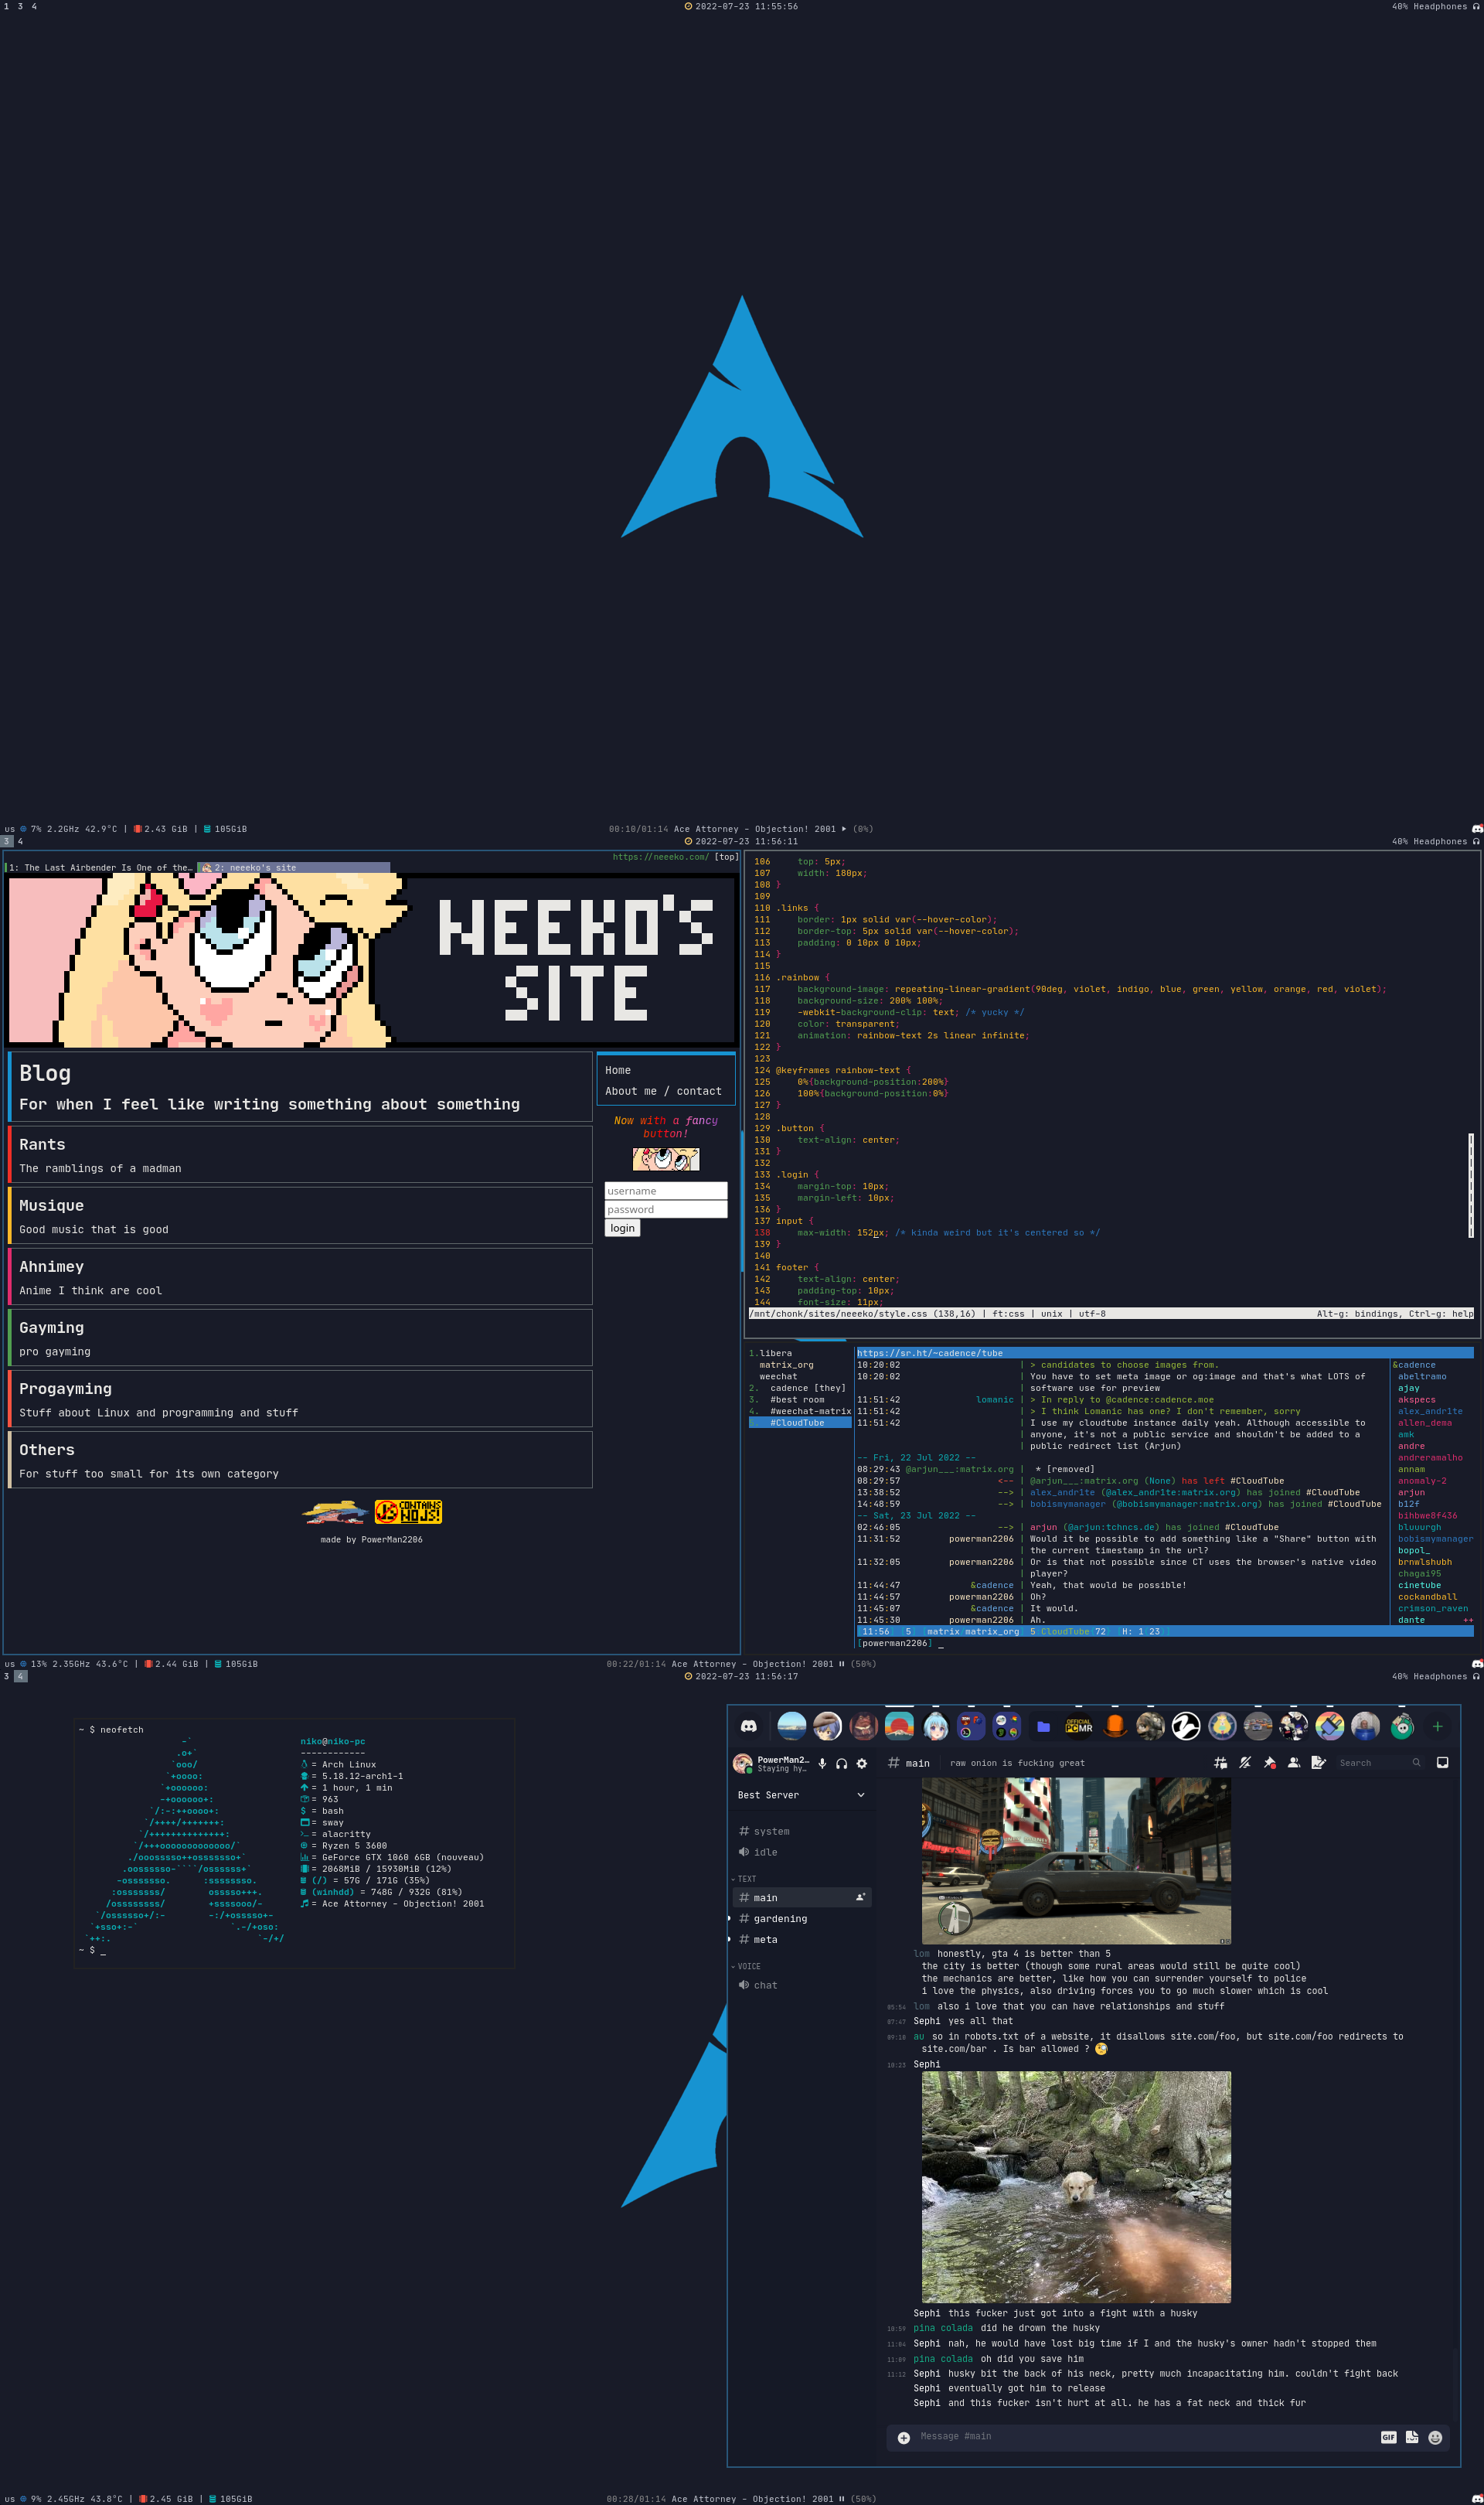 1 3 4
2022-07-23 11:55:56
40% Headphones
us 7% 2.2GHz 42.9°C | 2.43 GiB | 105GiB
00:10/01:14 Ace Attorney - Objection! 2001 (0%)
3 4
2022-07-23 11:56:11
40% Headphones
https://neeeko.com/ [top]
1: The Last Airbender Is One of the…
2: neeeko's site
NEEKO'S
SITE
Blog
For when I feel like writing something about something
Rants
The ramblings of a madman
Musique
Good music that is good
Ahnimey
Anime I think are cool
Gayming
pro gayming
Progayming
Stuff about Linux and programming and stuff
Others
For stuff too small for its own category
CONTAINS
NO JS!
made by PowerMan2206
Home
About me / contact
Now with a fancy
button!
username
password
login
106 top: 5px;
107 width: 180px;
108 }
109
110 .links {
111 border: 1px solid var(--hover-color);
112 border-top: 5px solid var(--hover-color);
113 padding: 0 10px 0 10px;
114 }
115
116 .rainbow {
117 background-image: repeating-linear-gradient(90deg, violet, indigo, blue, green, yellow, orange, red, violet);
118 background-size: 200% 100%;
119 -webkit-background-clip: text; /* yucky */
120 color: transparent;
121 animation: rainbow-text 2s linear infinite;
122 }
123
124 @keyframes rainbow-text {
125 0%{background-position:200%}
126 100%{background-position:0%}
127 }
128
129 .button {
130 text-align: center;
131 }
132
133 .login {
134 margin-top: 10px;
135 margin-left: 10px;
136 }
137 input {
138 max-width: 152px; /* kinda weird but it's centered so */
139 }
140
141 footer {
142 text-align: center;
143 padding-top: 10px;
144 font-size: 11px;
/mnt/chonk/sites/neeeko/style.css (138,16) | ft:css | unix | utf-8 Alt-g: bindings, Ctrl-g: help
1.libera
matrix_org
weechat
2. cadence [they]
3. #best room
4. #weechat-matrix
#CloudTube
https://sr.ht/~cadence/tube
10:20:02 | > candidates to choose images from.
10:20:02 | You have to set meta image or og:image and that's what LOTS of
| software use for preview
11:51:42 lomanic | > In reply to @cadence:cadence.moe
11:51:42 | > I think Lomanic has one? I don't remember, sorry
11:51:42 | I use my cloudtube instance daily yeah. Although accessible to
| anyone, it's not a public service and shouldn't be added to a
| public redirect list (Arjun)
-- Fri, 22 Jul 2022 --
08:29:43 @arjun___:matrix.org | * [removed]
08:29:57 <-- | @arjun___:matrix.org (None) has left #CloudTube
13:38:52 --> | alex_andr1te (@alex_andr1te:matrix.org) has joined #CloudTube
14:48:59 --> | bobismymanager (@bobismymanager:matrix.org) has joined #CloudTube
-- Sat, 23 Jul 2022 --
02:46:05 --> | arjun (@arjun:tchncs.de) has joined #CloudTube
11:31:52 powerman2206 | Would it be possible to add something like a "Share" button with
| the current timestamp in the url?
11:32:05 powerman2206 | Or is that not possible since CT uses the browser's native video
| player?
11:44:47 &cadence | Yeah, that would be possible!
11:44:57 powerman2206 | Oh?
11:45:07 &cadence | It would.
11:45:30 powerman2206 | Ah.
[11:56] [5] [matrix/matrix_org] 5:CloudTube{72} [H: 1(23)]
[powerman2206] _
&cadence
abeltramo
ajay
akspecs
alex_andr1te
allen_dema
amk
andre
andreramalho
annam
anomaly-2
arjun
b12f
bihbwe8f436
bluuurgh
bobismymanager
bopol_
brnwlshubh
chagai95
cinetube
cockandball
crimson_raven
dante ++
us 13% 2.35GHz 43.6°C | 2.44 GiB | 105GiB
00:22/01:14 Ace Attorney - Objection! 2001 (50%)
3 4
2022-07-23 11:56:17
40% Headphones
~ $ neofetch
niko@niko-pc
------------
= Arch Linux
= 5.18.12-arch1-1
= 1 hour, 1 min
= 963
$ = bash
= sway
= alacritty
= Ryzen 5 3600
= GeForce GTX 1060 6GB (nouveau)
= 2068MiB / 15930MiB (12%)
(/) = 57G / 171G (35%)
(winhdd) = 748G / 932G (81%)
= Ace Attorney - Objection! 2001
~ $ _
OFFICIAL
PCMR
PowerMan2…
Staying hy…
# main
raw onion is fucking great
Search
Best Server
system
idle
TEXT
main
gardening
meta
VOICE
chat
lom honestly, gta 4 is better than 5
the city is better (though some rural areas would still be quite cool)
the mechanics are better, like how you can surrender yourself to police
i love the physics, also driving forces you to go much slower which is cool
05:54 lom also i love that you can have relationships and stuff
07:47 Sephi yes all that
09:18 au so in robots.txt of a website, it disallows site.com/foo, but site.com/foo redirects to
site.com/bar . Is bar allowed ? 🧐
10:23 Sephi
Sephi this fucker just got into a fight with a husky
10:59 pina colada did he drown the husky
11:04 Sephi nah, he would have lost big time if I and the husky's owner hadn't stopped them
11:09 pina colada oh did you save him
11:12 Sephi husky bit the back of his neck, pretty much incapacitating him. couldn't fight back
Sephi eventually got him to release
Sephi and this fucker isn't hurt at all. he has a fat neck and thick fur
Message #main
GIF
us 9% 2.45GHz 43.8°C | 2.45 GiB | 105GiB
00:28/01:14 Ace Attorney - Objection! 2001 (50%)